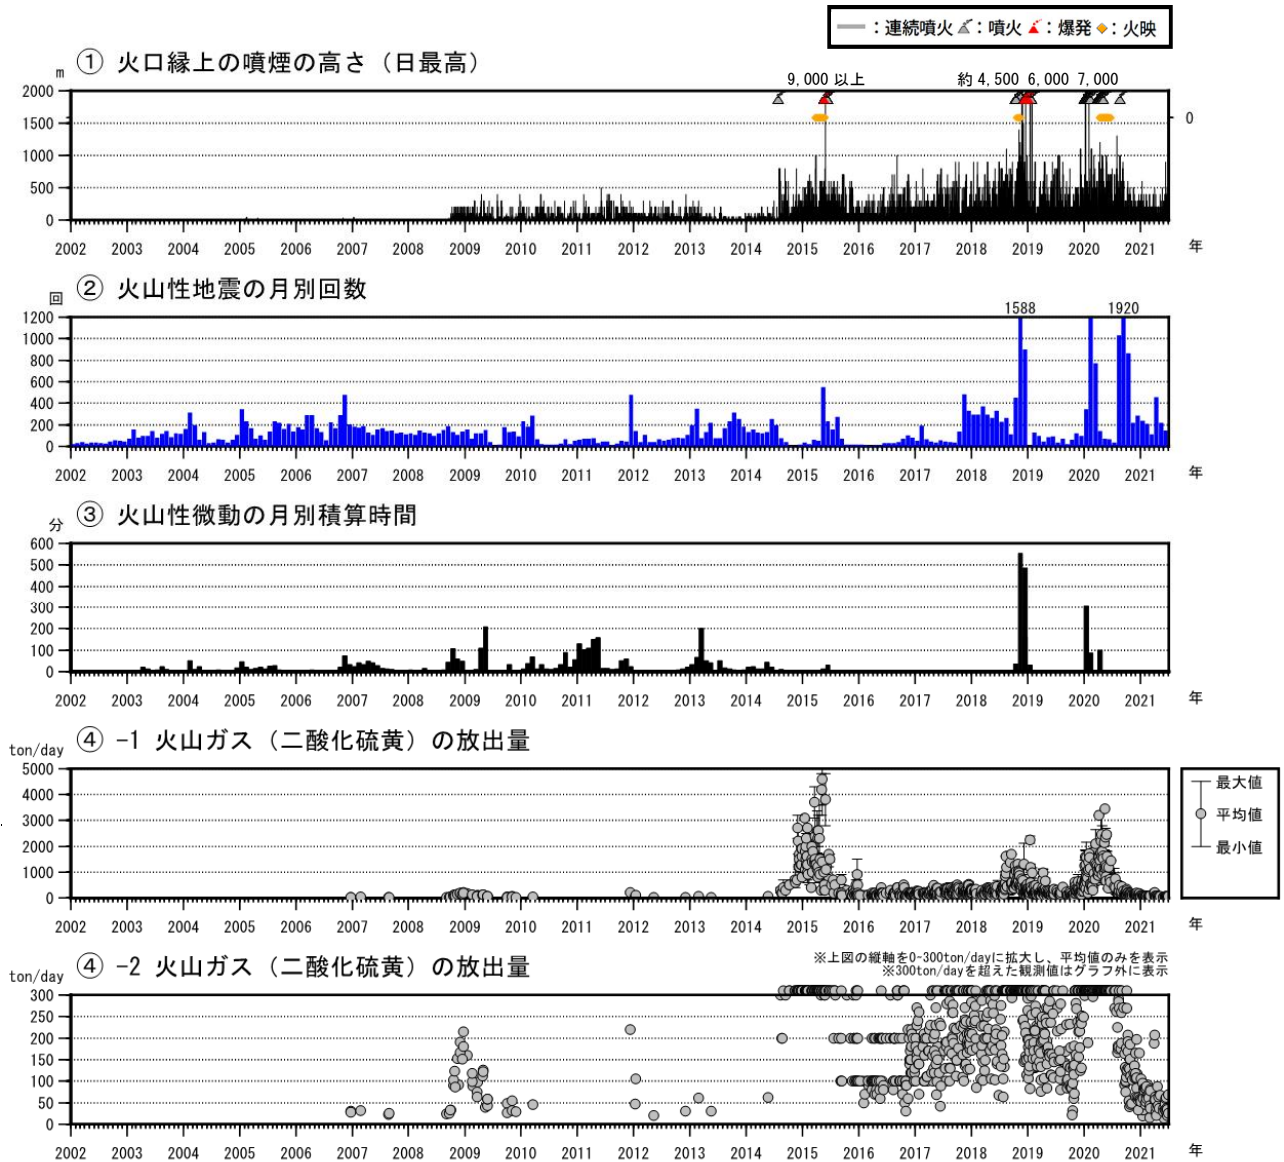 ：連続噴火 ：噴火 ：爆発 ：火映
① 火口縁上の噴煙の高さ（日最高）
m
9,000 以上 約 4,500 6,000 7,000
2000
1500
1000
500
0
0
2002 2003 2004 2005 2006 2007 2008 2009 2010 2011 2012 2013 2014 2015 2016 2017 2018 2019 2020 2021 年
② 火山性地震の月別回数
回
1588 1920
1200
1000
800
600
400
200
0
2002 2003 2004 2005 2006 2007 2008 2009 2010 2011 2012 2013 2014 2015 2016 2017 2018 2019 2020 2021 年
③ 火山性微動の月別積算時間
分
600
500
400
300
200
100
0
2002 2003 2004 2005 2006 2007 2008 2009 2010 2011 2012 2013 2014 2015 2016 2017 2018 2019 2020 2021 年
④ -1 火山ガス（二酸化硫黄）の放出量
ton/day
5000
4000
3000
2000
1000
0
最大値
平均値
最小値
2002 2003 2004 2005 2006 2007 2008 2009 2010 2011 2012 2013 2014 2015 2016 2017 2018 2019 2020 2021 年
④ -2 火山ガス（二酸化硫黄）の放出量
※上図の縦軸を0-300ton/dayに拡大し、平均値のみを表示
※300ton/dayを超えた観測値はグラフ外に表示
ton/day
300
250
200
150
100
50
0
2002 2003 2004 2005 2006 2007 2008 2009 2010 2011 2012 2013 2014 2015 2016 2017 2018 2019 2020 2021 年